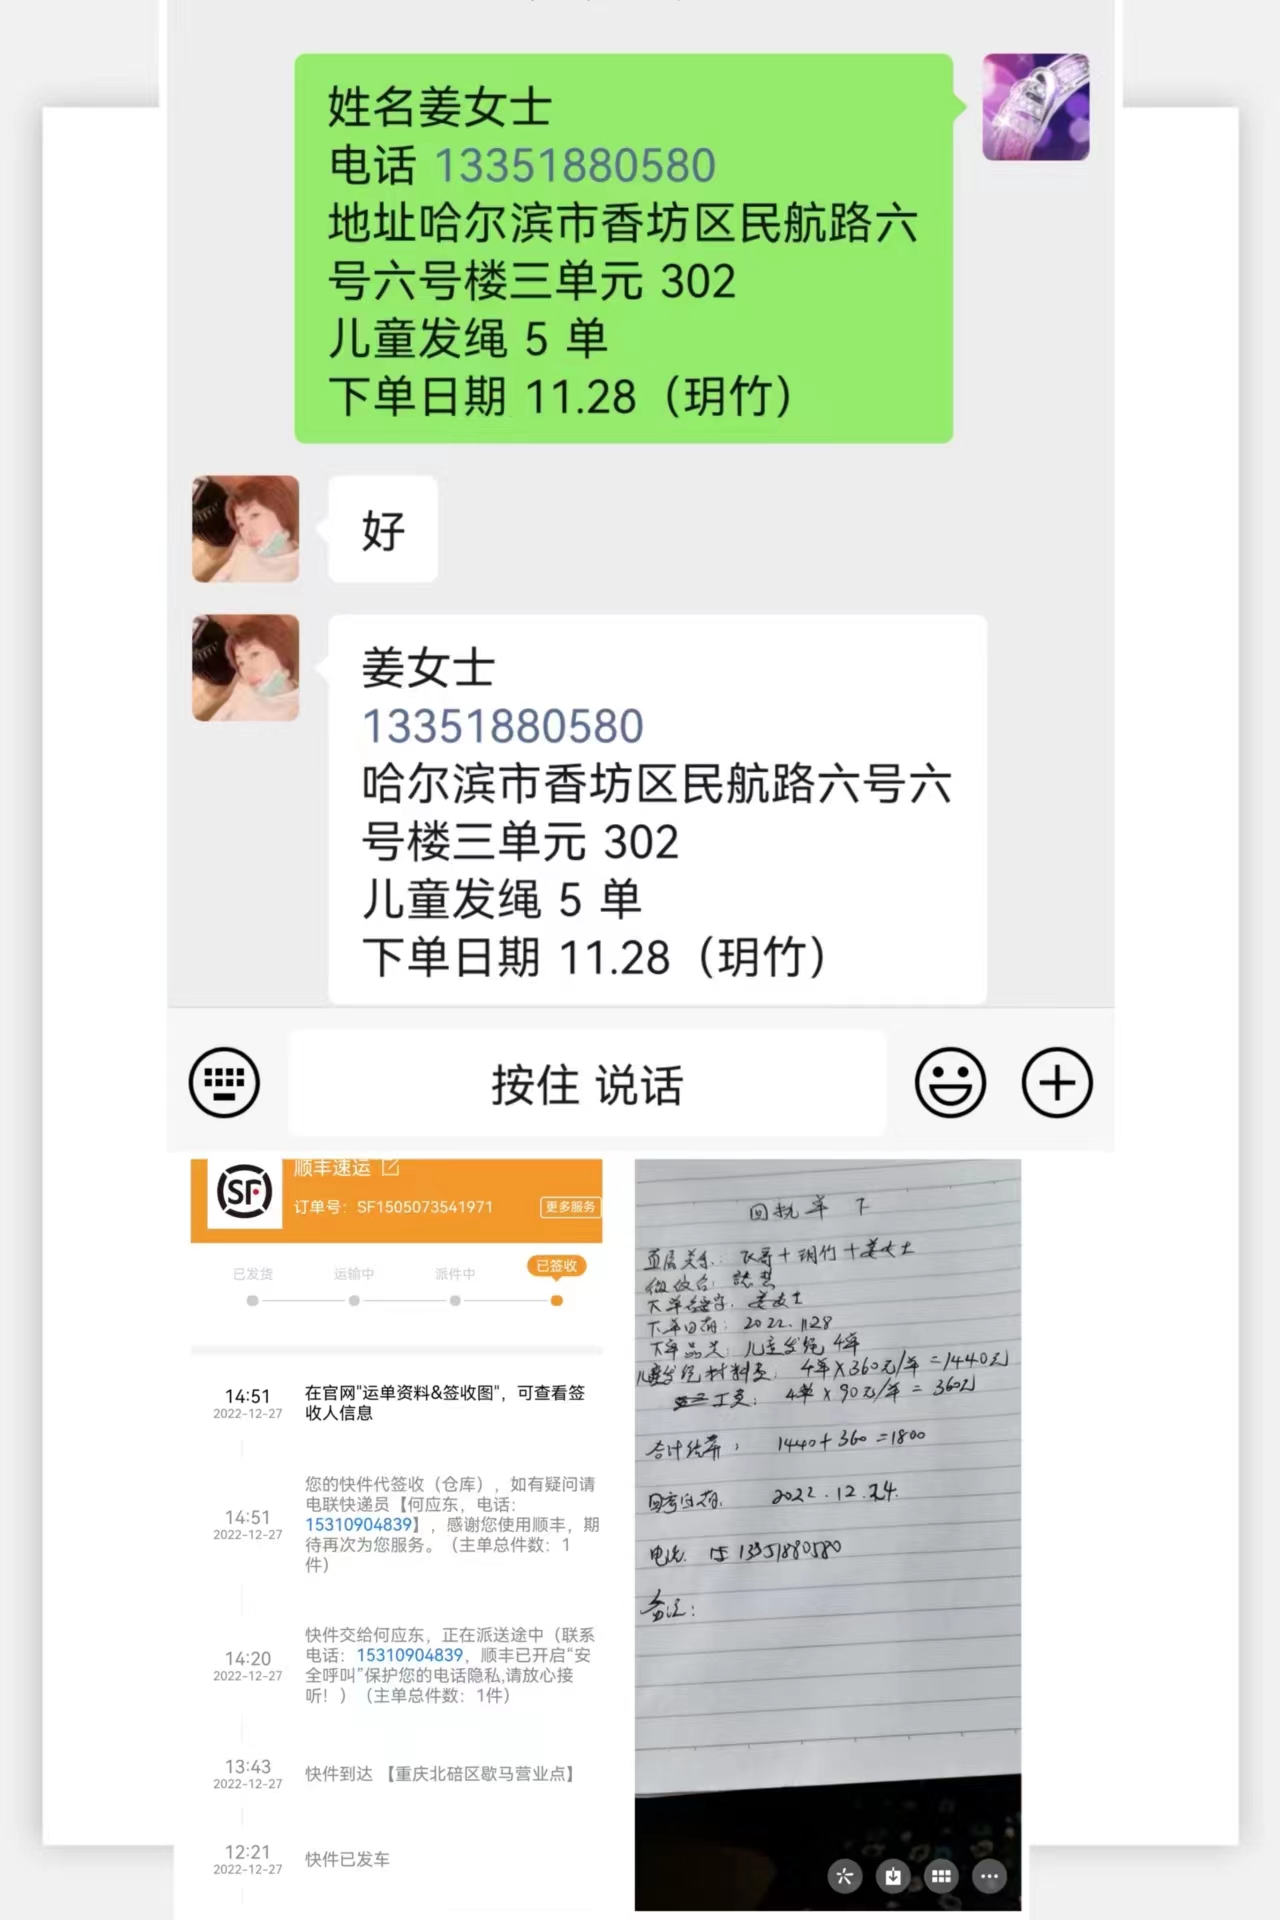 姓名姜女士
电话 13351880580
地址哈尔滨市香坊区民航路六
号六号楼三单元 302
儿童发绳 5 单
下单日期 11.28（玥竹）
好
姜女士
13351880580
哈尔滨市香坊区民航路六号六
号楼三单元 302
儿童发绳 5 单
下单日期 11.28（玥竹）
按住 说话
SF
顺丰速运
订单号：SF1505073541971
更多服务
已发货
运输中
派件中
已签收
14:51
2022-12-27
在官网"运单资料&签收图"，可查看签
收人信息
14:51
2022-12-27
您的快件代签收（仓库），如有疑问请
电联快递员【何应东，电话：
15310904839】，感谢您使用顺丰，期
待再次为您服务。（主单总件数：1
件）
14:20
2022-12-27
快件交给何应东，正在派送途中（联系
电话：15310904839，顺丰已开启“安
全呼叫”保护您的电话隐私,请放心接
听！）（主单总件数：1件）
13:43
2022-12-27
快件到达 【重庆北碚区歇马营业点】
12:21
2022-12-27
快件已发车
回执单 下
直属关系：飞哥＋玥竹＋姜女士
下单名字：姜女士
下单日期：2022.1128
下单品类：儿童发绳 4单
儿童发绳材料费：4单×360元/单=1440元
工费：4单×90元/单=360元
合计结算：1440+360=1800
回寄日期：2022.12.24.
电话：13351880580
备注：